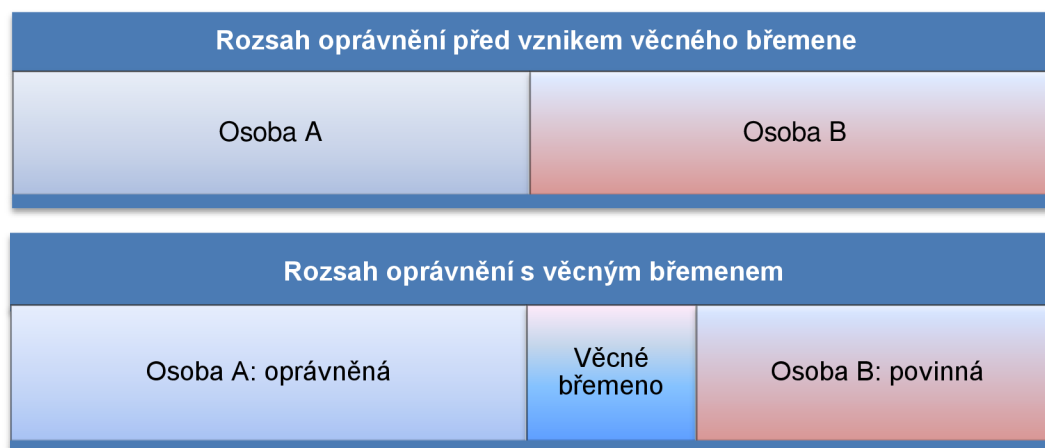 Rozsah oprávnění před vznikem věcného břemene
Osoba A
Osoba B
Rozsah oprávnění s věcným břemenem
Osoba A: oprávněná
Věcné
břemeno
Osoba B: povinná